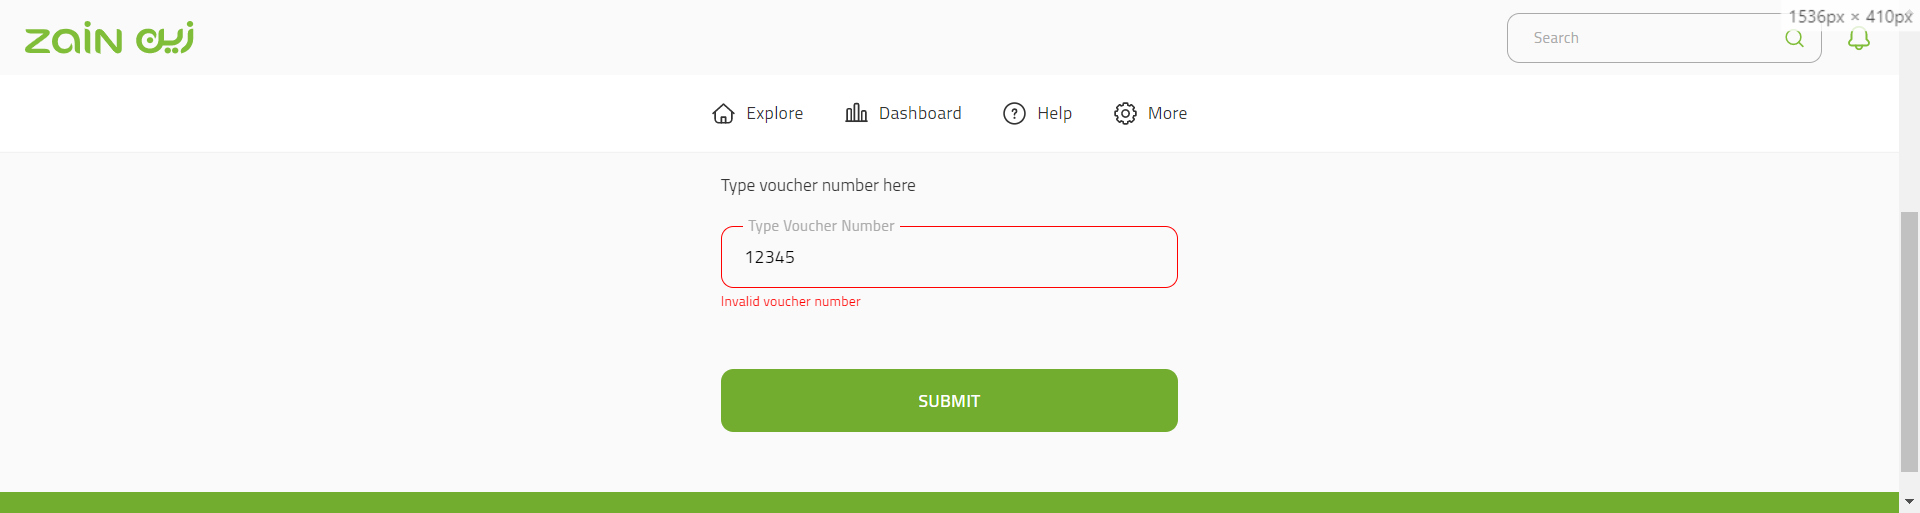 zain زين
Search
1536px × 410px
Explore
Dashboard
Help
More
Type voucher number here
Type Voucher Number
12345
Invalid voucher number
SUBMIT